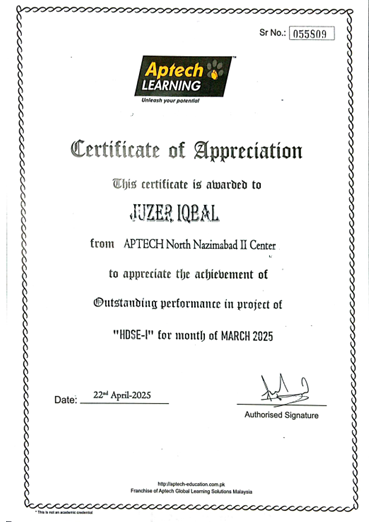 Sr No.: 055809
Aptech
LEARNING
Unleash your potential
Certificate of Appreciation
This certificate is awarded to
JUZER IQBAL
from APTECH North Nazimabad II Center
to appreciate the achievement of
Outstanding performance in project of
"HDSE-I" for month of MARCH 2025
Date: 22nd April-2025
Authorised Signature
http://aptech-education.com.pk
Franchise of Aptech Global Learning Solutions Malaysia
* This is not an academic credential.